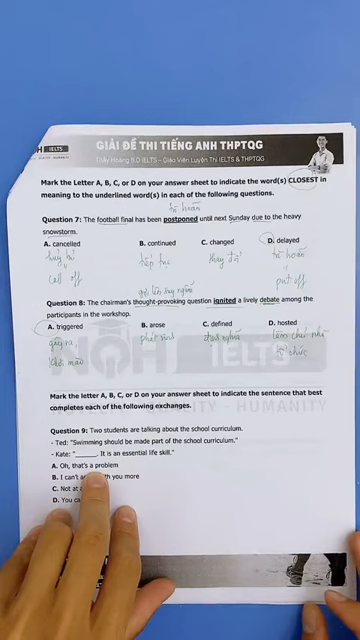 IELTS
GIẢI ĐỀ THI TIẾNG ANH THPTQG
Thầy Hoàng 8.0 IELTS - Giáo Viên Luyện Thi IELTS & THPTQG
Mark the Letter A, B, C, or D on your answer sheet to indicate the word(s) CLOSEST in
meaning to the underlined word(s) in each of the following questions.
trì hoãn
Question 7: The football final has been postponed until next Sunday due to the heavy
snowstorm.
A. cancelled B. continued C. changed D. delayed
hủy bỏ tiếp tục thay đổi trì hoãn
call off put off
Question 8: The chairman's thought-provoking question ignited a lively debate among the
participants in the workshop.
A. triggered B. arose C. defined D. hosted
gây ra, phát sinh định nghĩa làm chủ nhà
tổ chức
Mark the letter A, B, C, or D on your answer sheet to indicate the sentence that best
completes each of the following exchanges.
Question 9: Two students are talking about the school curriculum.
- Ted: "Swimming should be made part of the school curriculum."
- Kate: "_____. It is an essential life skill."
A. Oh, that's a problem
B. I can't you more
C. Not at
D. You